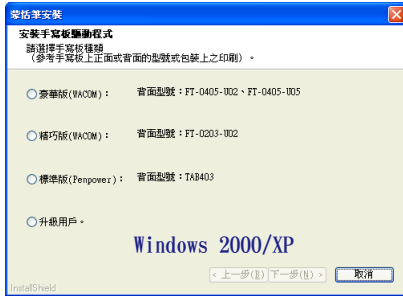 蒙恬筆安裝
安裝手寫板驅動程式
請選擇手寫板種類
（參考手寫板上正面或背面的型號或包裝上之印刷）。
豪華版(WACOM)： 背面型號：FT-0405-U02、FT-0405-U05
精巧版(WACOM)： 背面型號：FT-0203-U02
標準版(Penpower)： 背面型號：TAB403
升級用戶。
Windows 2000/XP
< 上一步(B) 下一步(N) > 取消
InstallShield